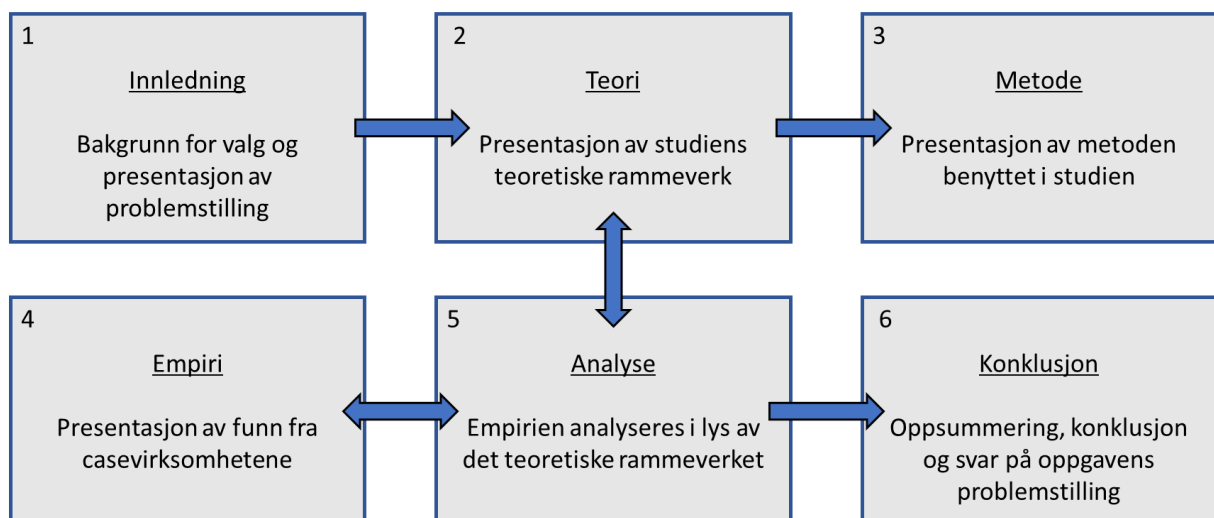 1
Innledning
Bakgrunn for valg og
presentasjon av
problemstilling
2
Teori
Presentasjon av studiens
teoretiske rammeverk
3
Metode
Presentasjon av metoden
benyttet i studien
4
Empiri
Presentasjon av funn fra
casevirksomhetene
5
Analyse
Empirien analyseres i lys av
det teoretiske rammeverket
6
Konklusjon
Oppsummering, konklusjon
og svar på oppgavens
problemstilling